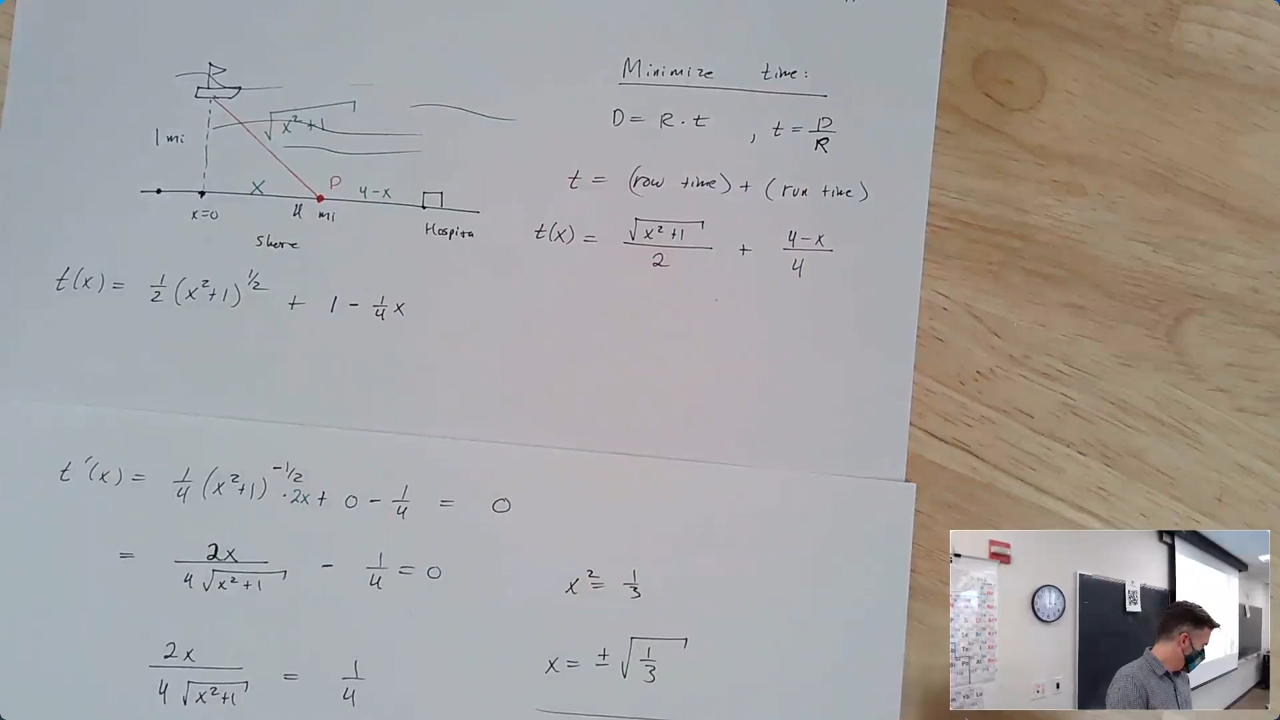 1 mi
√(x²+1)
x
P
4-x
x=0
4 mi
Hospita
Shore
Minimize time:
D = R·t , t = D/R
t = (row time) + (run time)
t(x) = √(x²+1)/2 + (4-x)/4
t(x) = 1/2 (x²+1)^1/2 + 1 - 1/4 x
t'(x) = 1/4 (x²+1)^-1/2 · 2x + 0 - 1/4 = 0
= 2x/(4√(x²+1)) - 1/4 = 0
2x/(4√(x²+1)) = 1/4
x² = 1/3
x = ± √(1/3)